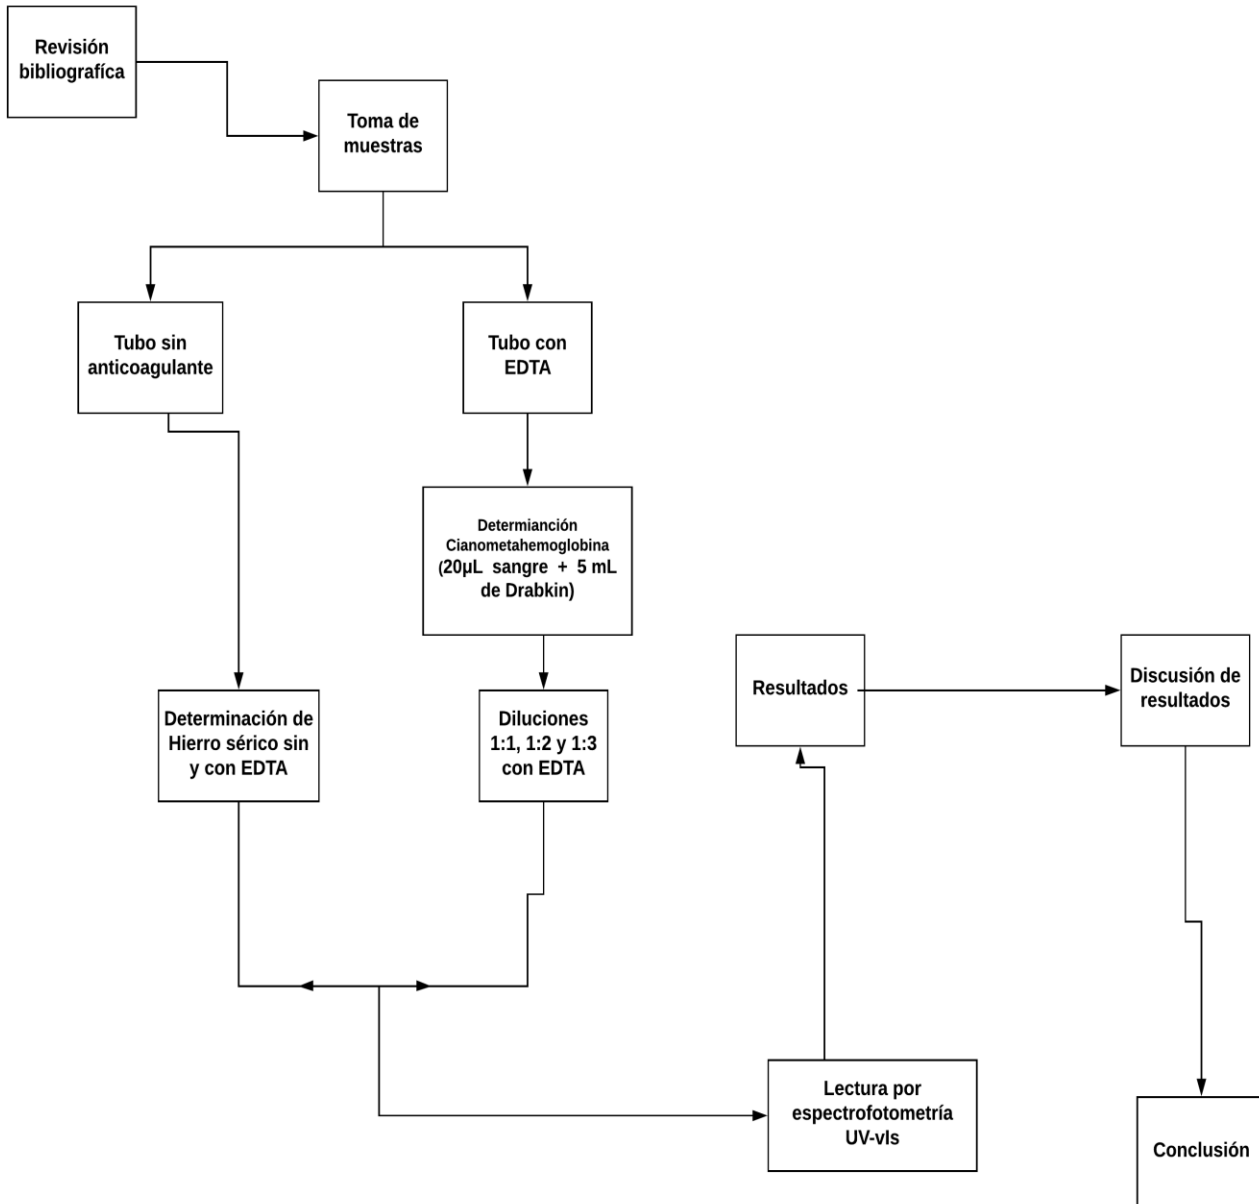 Revisión
bibliografíca
Toma de
muestras
Tubo sin
anticoagulante
Tubo con
EDTA
Determianción
Cianometahemoglobina
(20µL sangre + 5 mL
de Drabkin)
Determinación de
Hierro sérico sin
y con EDTA
Diluciones
1:1, 1:2 y 1:3
con EDTA
Lectura por
espectrofotometría
UV-vIs
Resultados
Discusión de
resultados
Conclusión